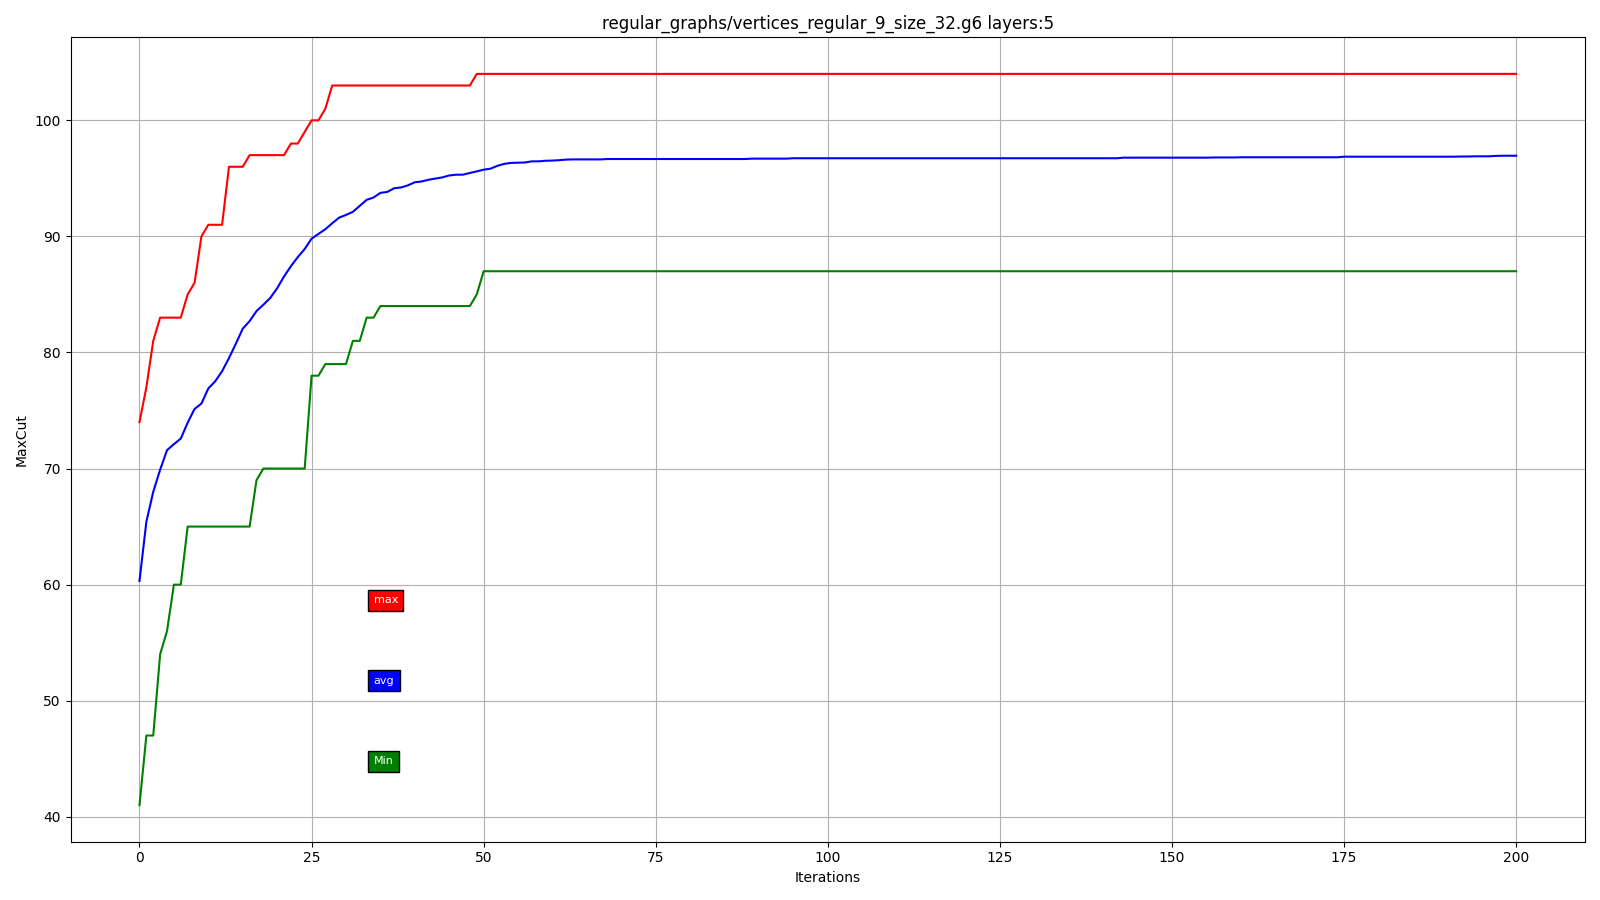 regular_graphs/vertices_regular_9_size_32.g6 layers:5
MaxCut
100
90
80
70
60
50
40
max
avg
Min
0 25 50 75 100 125 150 175 200
Iterations